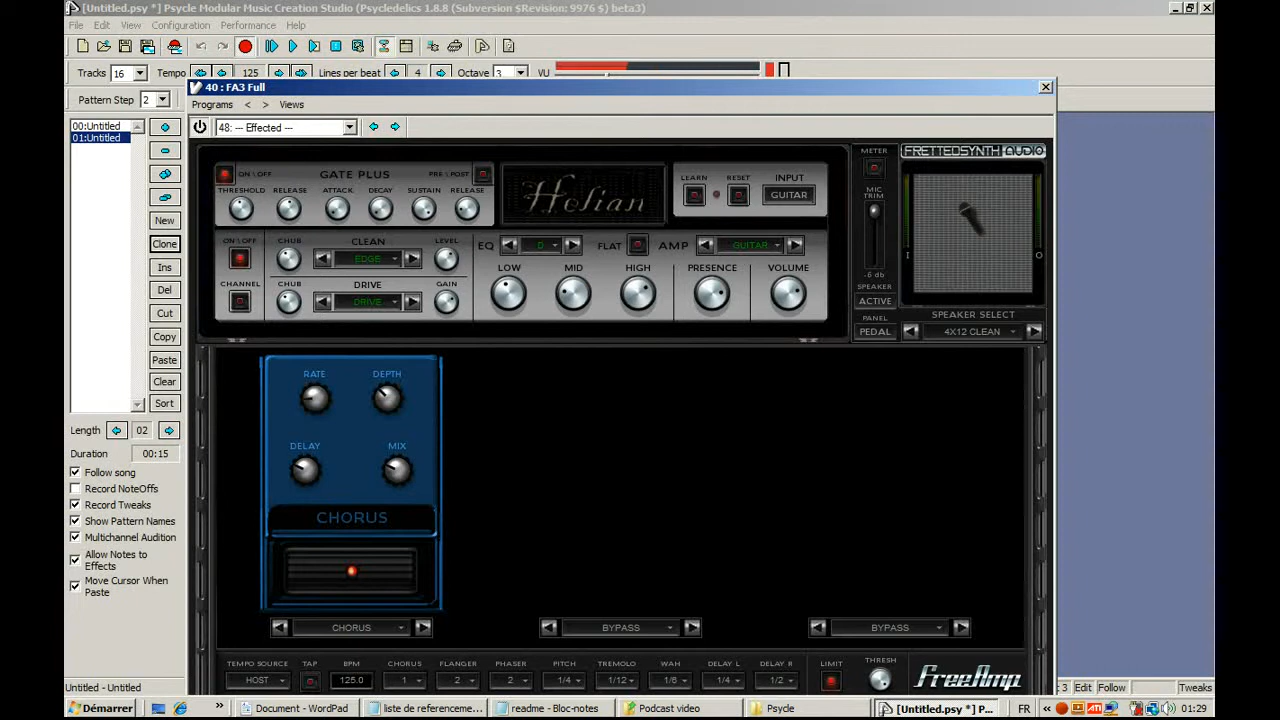 [Untitled.psy *] Psycle Modular Music Creation Studio (Psycledelics 1.8.8 (Subversion $Revision: 9976 $) beta3)
File Edit View Configuration Performance Help
Tracks 16 Tempo 125 Lines per beat 4 Octave 3 VU
Pattern Step 2
40 : FA3 Full
Programs < > Views
48: --- Effected ---
00:Untitled
01:Untitled
New
Clone
Ins
Del
Cut
Copy
Paste
Clear
Sort
Length 02
Duration 00:15
Follow song
Record NoteOffs
Record Tweaks
Show Pattern Names
Multichannel Audition
Allow Notes to
Effects
Move Cursor When
Paste
ON \ OFF GATE PLUS PRE \ POST
THRESHOLD RELEASE ATTACK DECAY SUSTAIN RELEASE
Helian
LEARN RESET INPUT
GUITAR
METER
MIC
TRIM
-6 db
SPEAKER
ACTIVE
PANEL
PEDAL
FRETTEDSYNTH AUDIO
I O
SPEAKER SELECT
4X12 CLEAN
ON \ OFF CHUB CLEAN LEVEL
EDGE
CHANNEL CHUB DRIVE GAIN
DRIVE
EQ D FLAT AMP GUITAR
LOW MID HIGH PRESENCE VOLUME
RATE DEPTH
DELAY MIX
CHORUS
CHORUS BYPASS BYPASS
TEMPO SOURCE TAP BPM CHORUS FLANGER PHASER PITCH TREMOLO WAH DELAY L DELAY R LIMIT THRESH
HOST 125.0 1 2 2 1/4 1/12 1/6 1/4 1/2
FreeAmp
Untitled - Untitled
: 3 Edit Follow Tweaks
Démarrer » Document - WordPad liste de referenceme... readme - Bloc-notes Podcast video Psycle [Untitled.psy *] P... FR « ATI 01:29